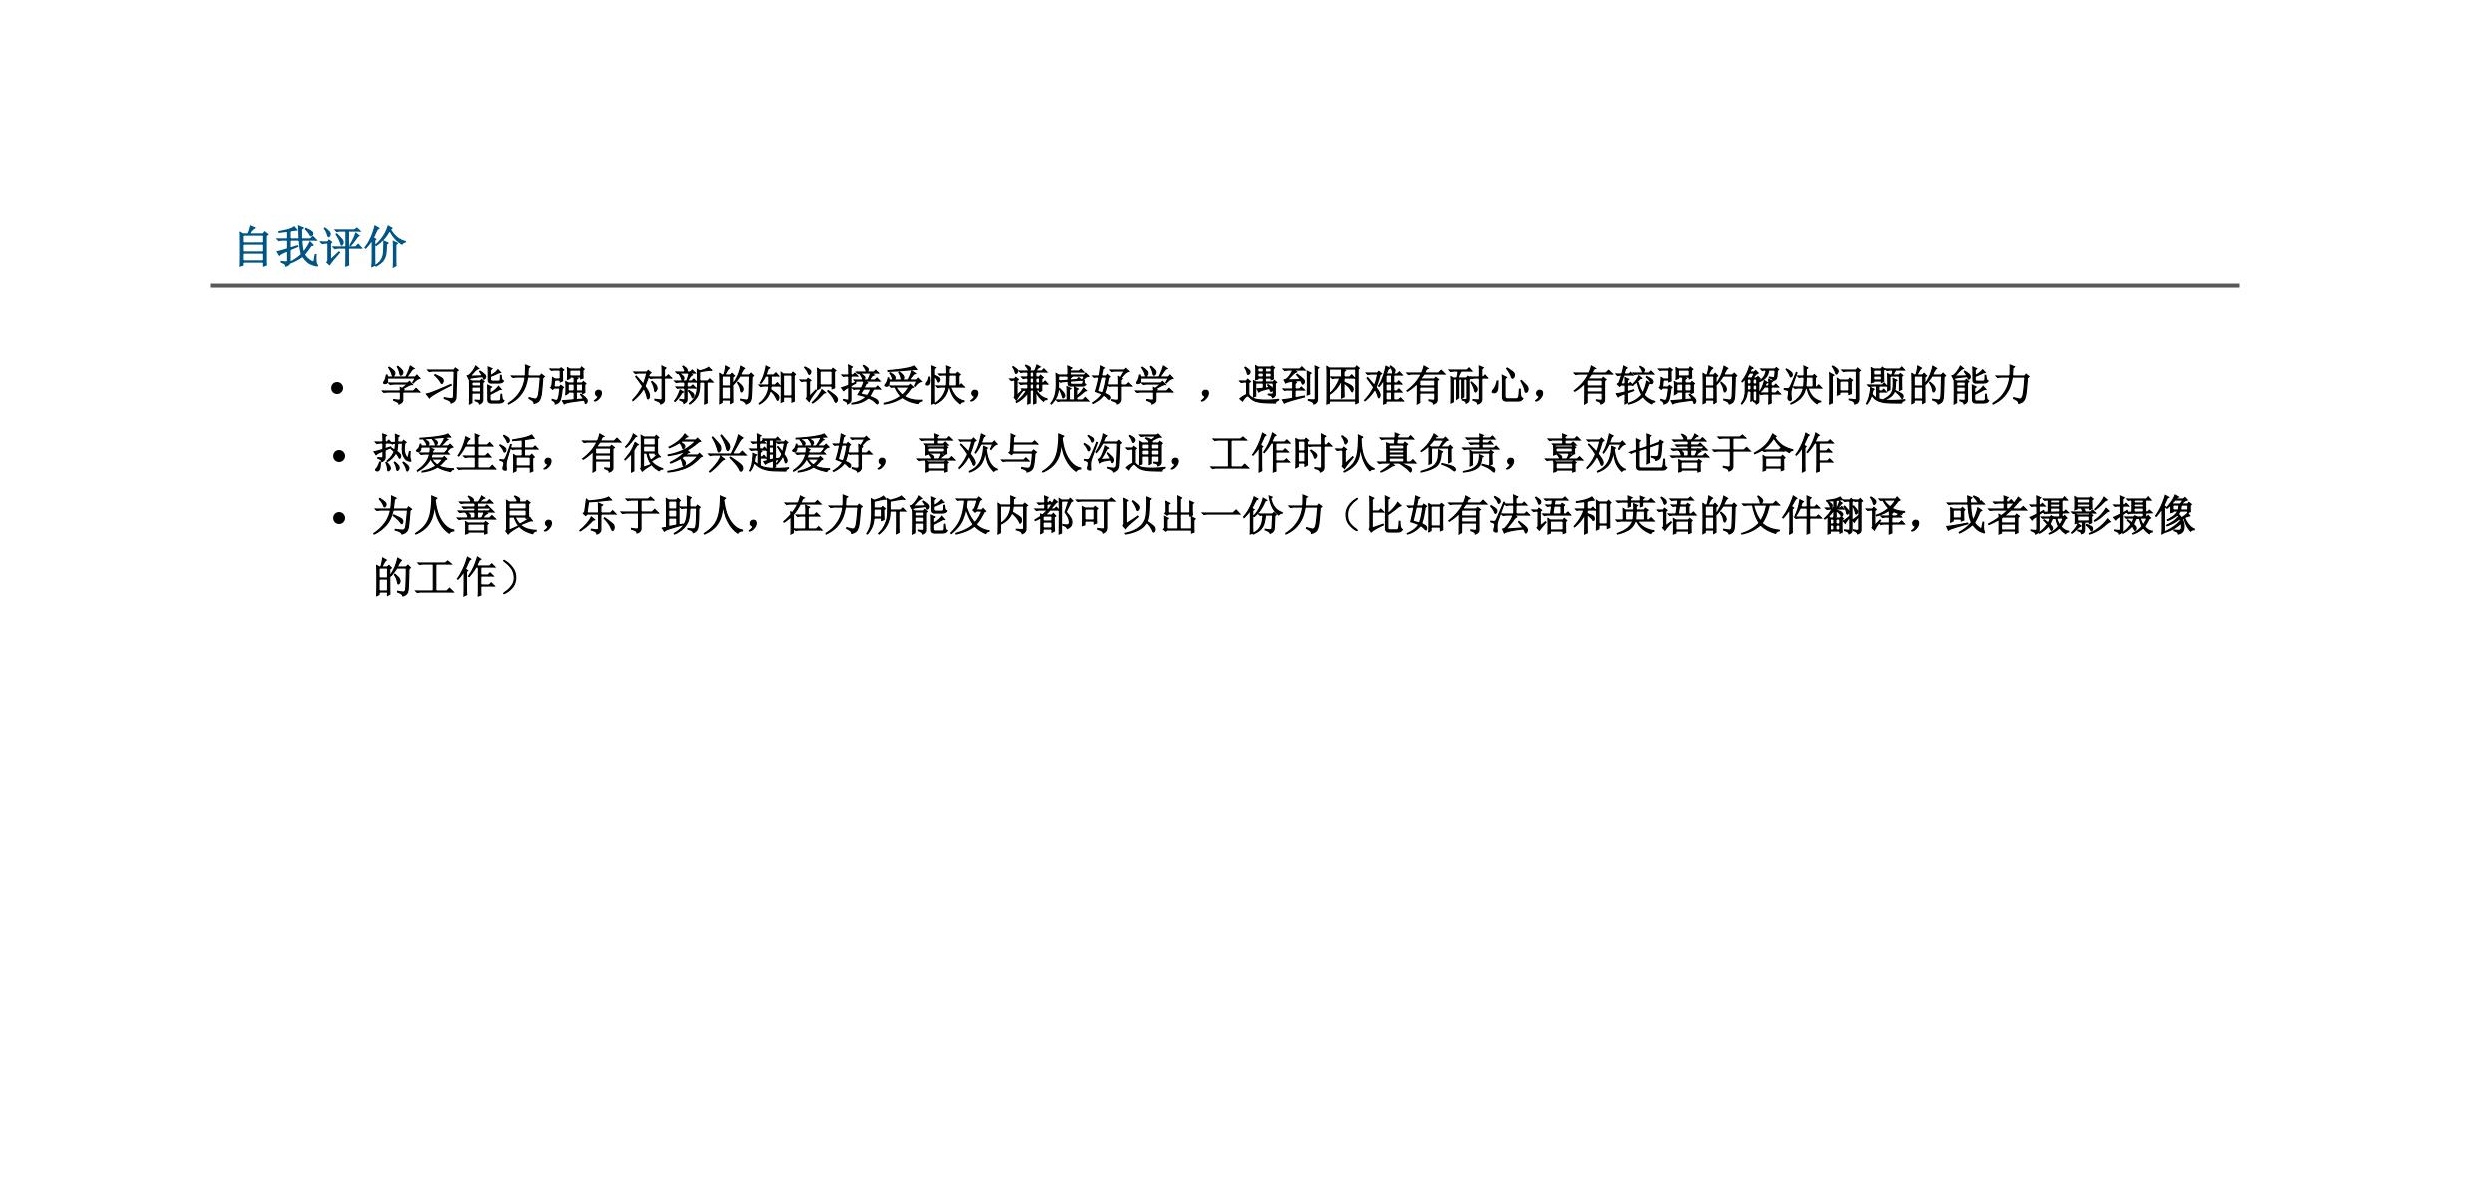 自我评价
• 学习能力强，对新的知识接受快，谦虚好学 ，遇到困难有耐心，有较强的解决问题的能力
• 热爱生活，有很多兴趣爱好，喜欢与人沟通，工作时认真负责，喜欢也善于合作
• 为人善良，乐于助人，在力所能及内都可以出一份力（比如有法语和英语的文件翻译，或者摄影摄像
的工作）